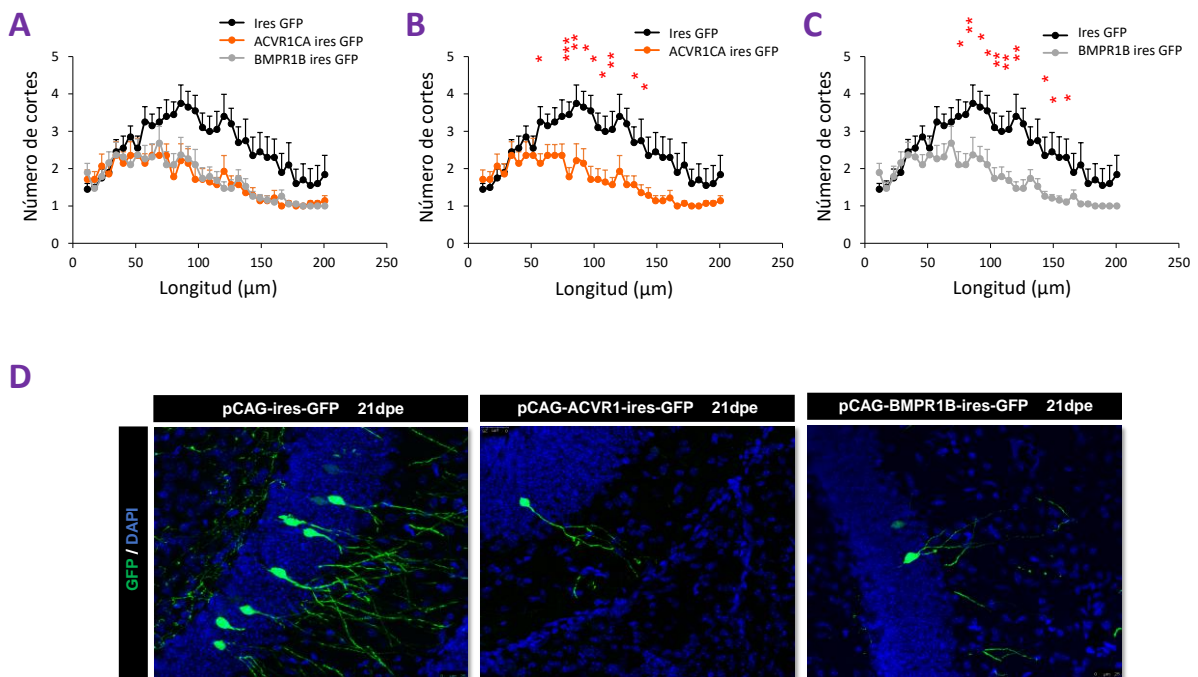 A
Ires GFP
ACVR1CA ires GFP
BMPR1B ires GFP
Número de cortes
5
4
3
2
1
0
0 50 100 150 200 250
Longitud (µm)
B
Ires GFP
ACVR1CA ires GFP
* * * * * * * * * * * * * *
Número de cortes
5
4
3
2
1
0
0 50 100 150 200 250
Longitud (µm)
C
Ires GFP
BMPR1B ires GFP
* * * * * * * * * * * * * *
Número de cortes
5
4
3
2
1
0
0 50 100 150 200 250
Longitud (µm)
D
pCAG-ires-GFP 21dpe
pCAG-ACVR1-ires-GFP 21dpe
pCAG-BMPR1B-ires-GFP 21dpe
GFP / DAPI